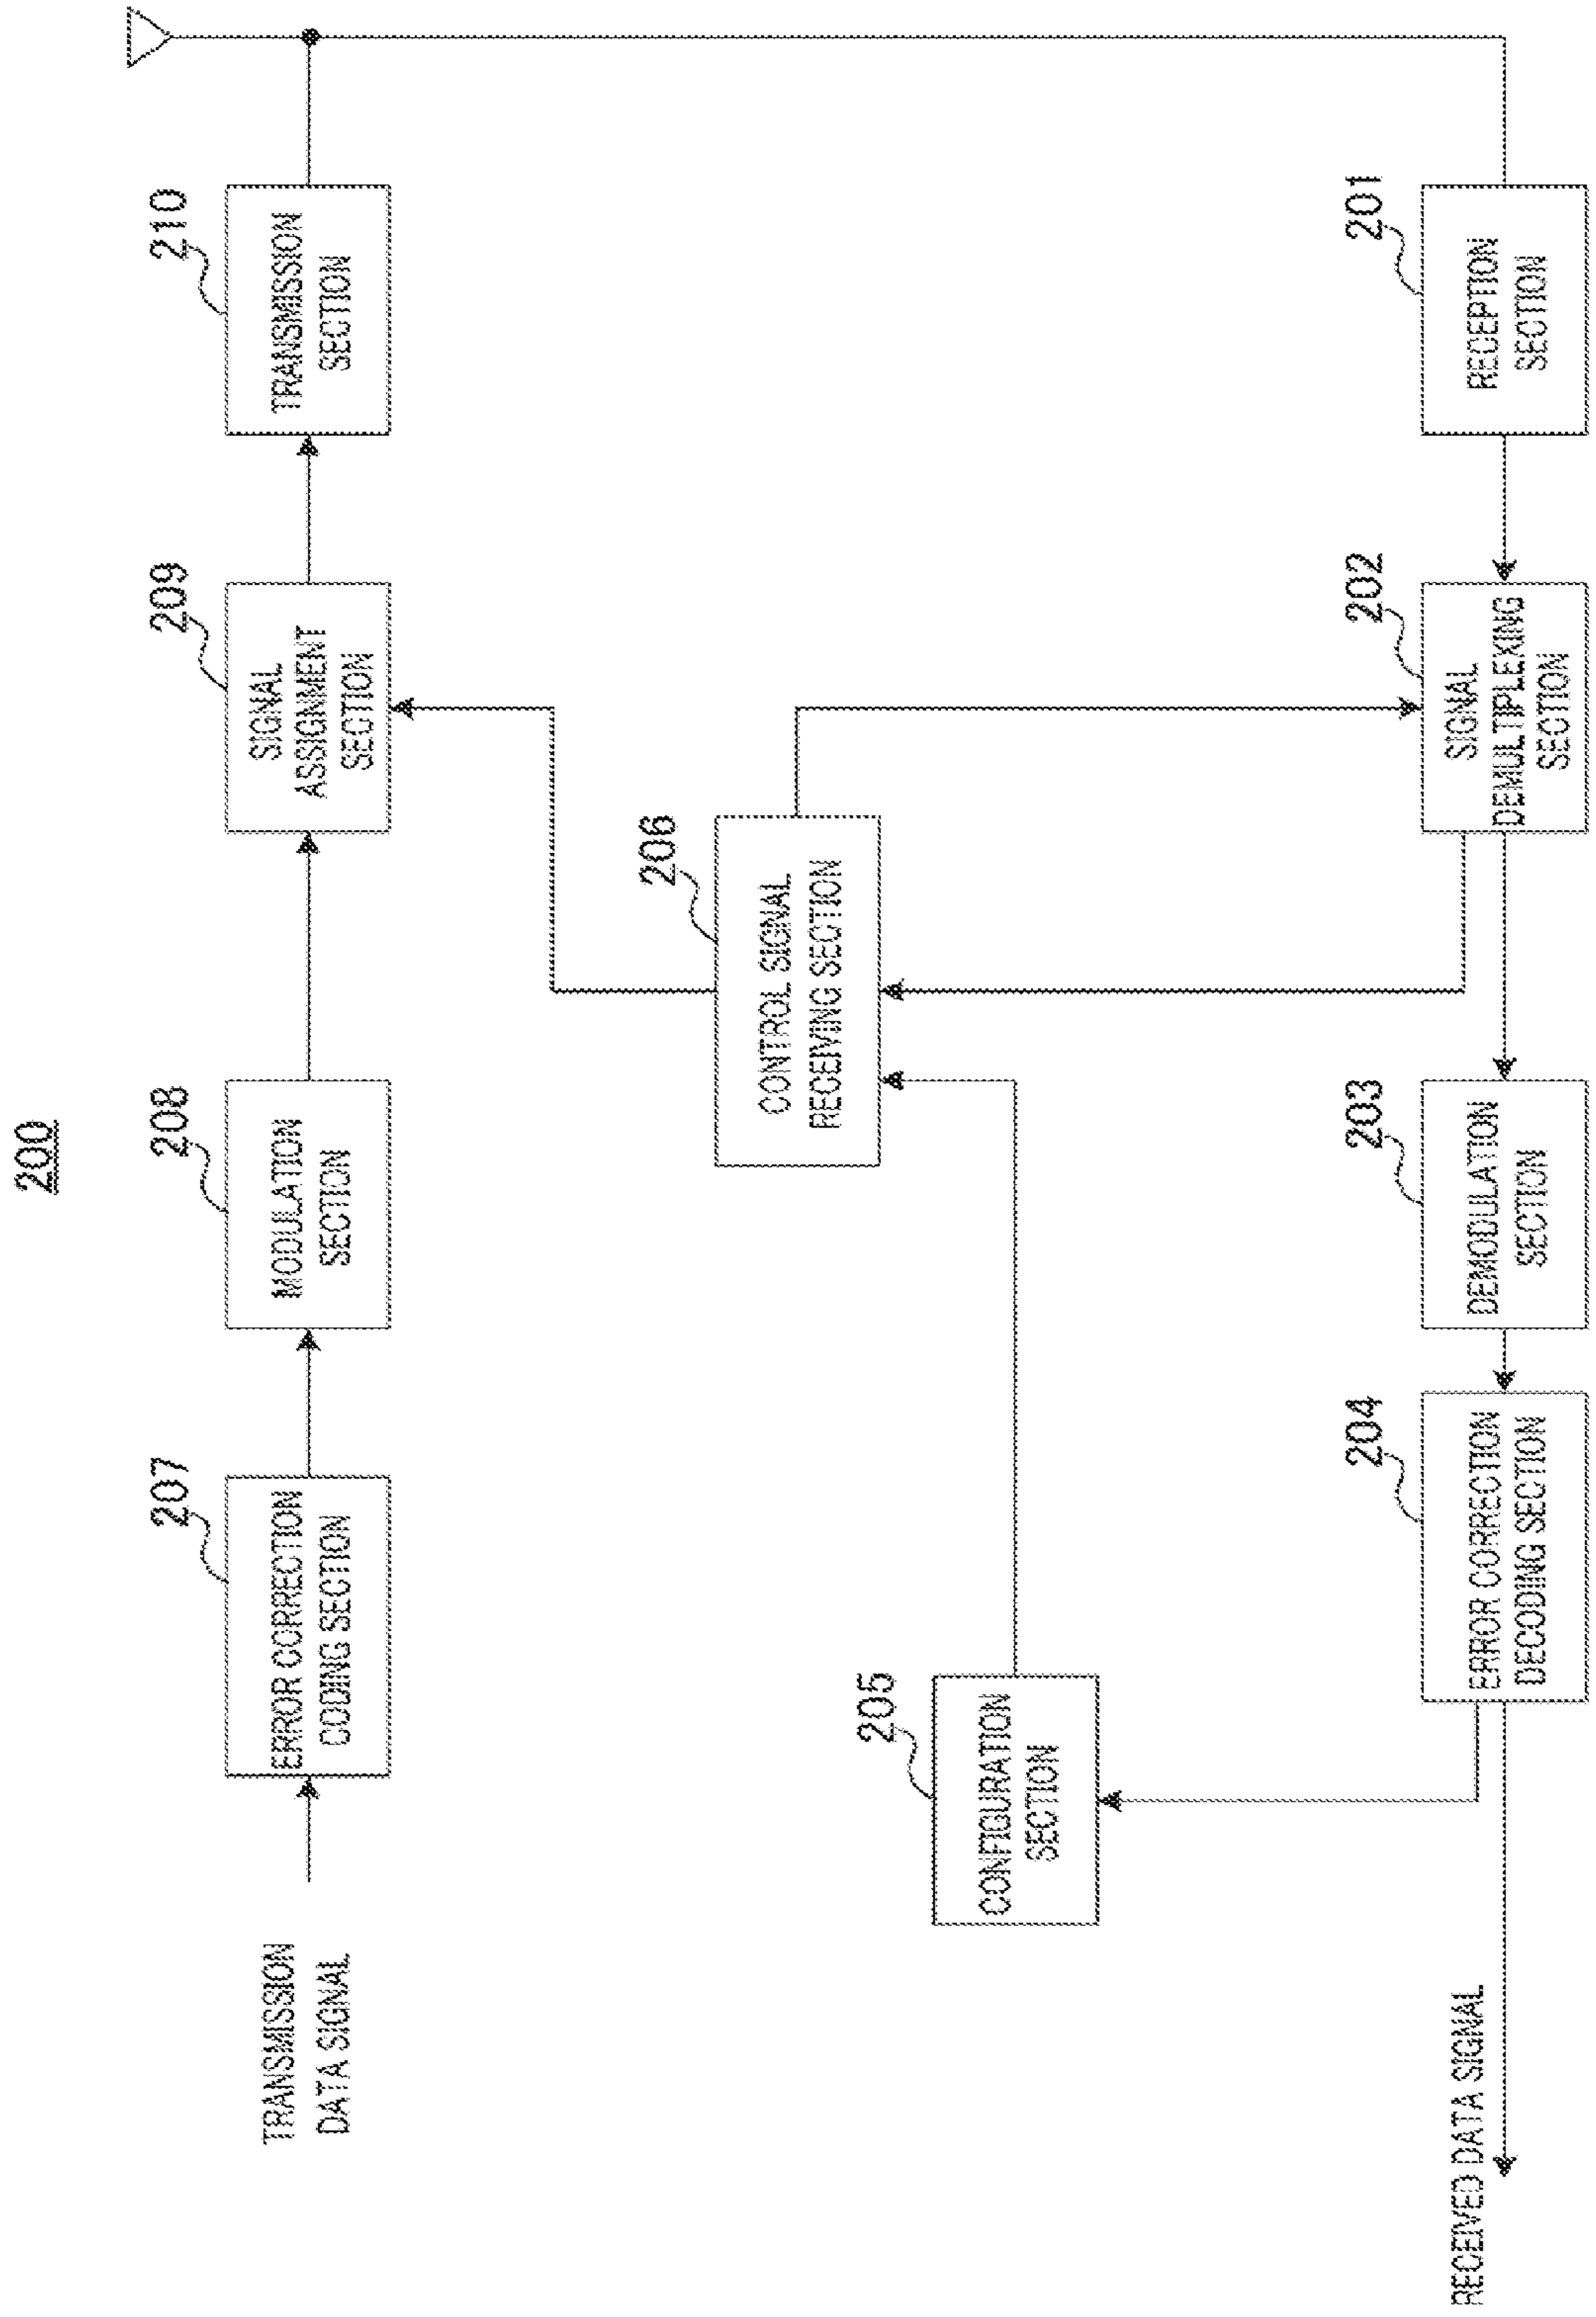 200
TRANSMISSION
DATA SIGNAL
207
ERROR CORRECTION
CODING SECTION
208
MODULATION
SECTION
209
SIGNAL
ASSIGNMENT
SECTION
210
TRANSMISSION
SECTION
206
CONTROL SIGNAL
RECEIVING SECTION
205
CONFIGURATION
SECTION
RECEIVED DATA SIGNAL
204
ERROR CORRECTION
DECODING SECTION
203
DEMODULATION
SECTION
202
SIGNAL
DEMULTIPLEXING
SECTION
201
RECEPTION
SECTION